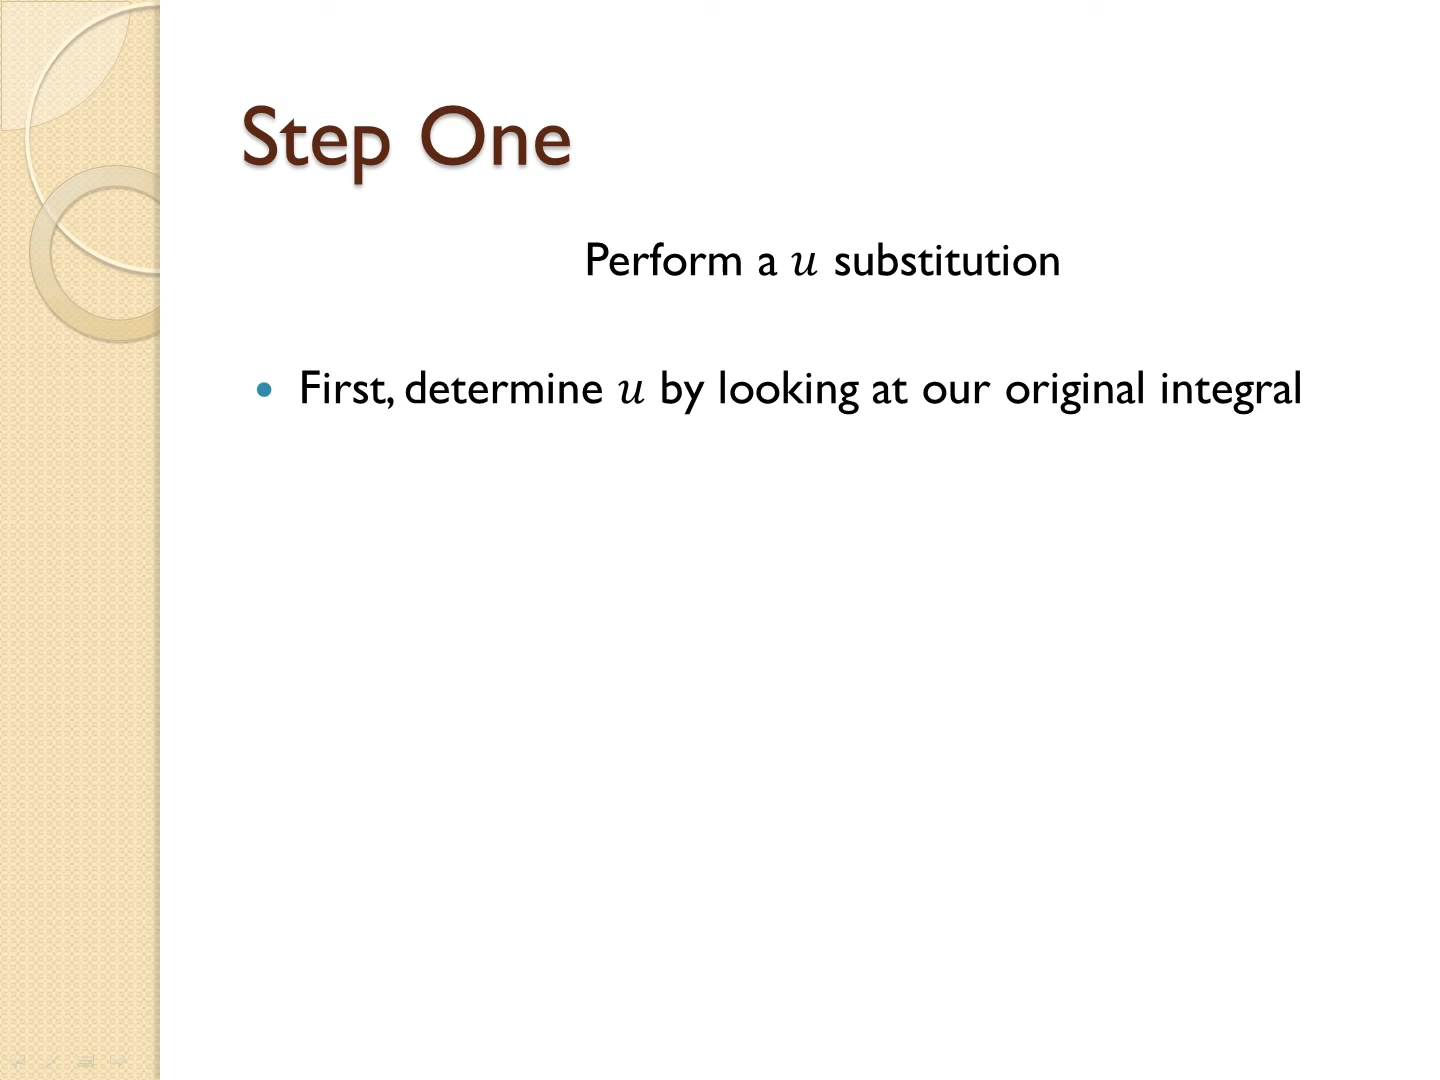 Step One
Perform a 𝑢 substitution
• First, determine 𝑢 by looking at our original integral